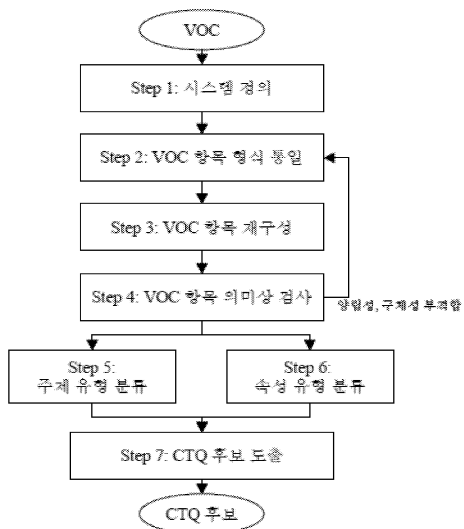 VOC
Step 1: 시스템 정의
Step 2: VOC 항목 형식 통일
Step 3: VOC 항목 재구성
Step 4: VOC 항목 의미상 검사
양립성, 구체성 부적합
Step 5:
주제 유형 분류
Step 6:
속성 유형 분류
Step 7: CTQ 후보 도출
CTQ 후보